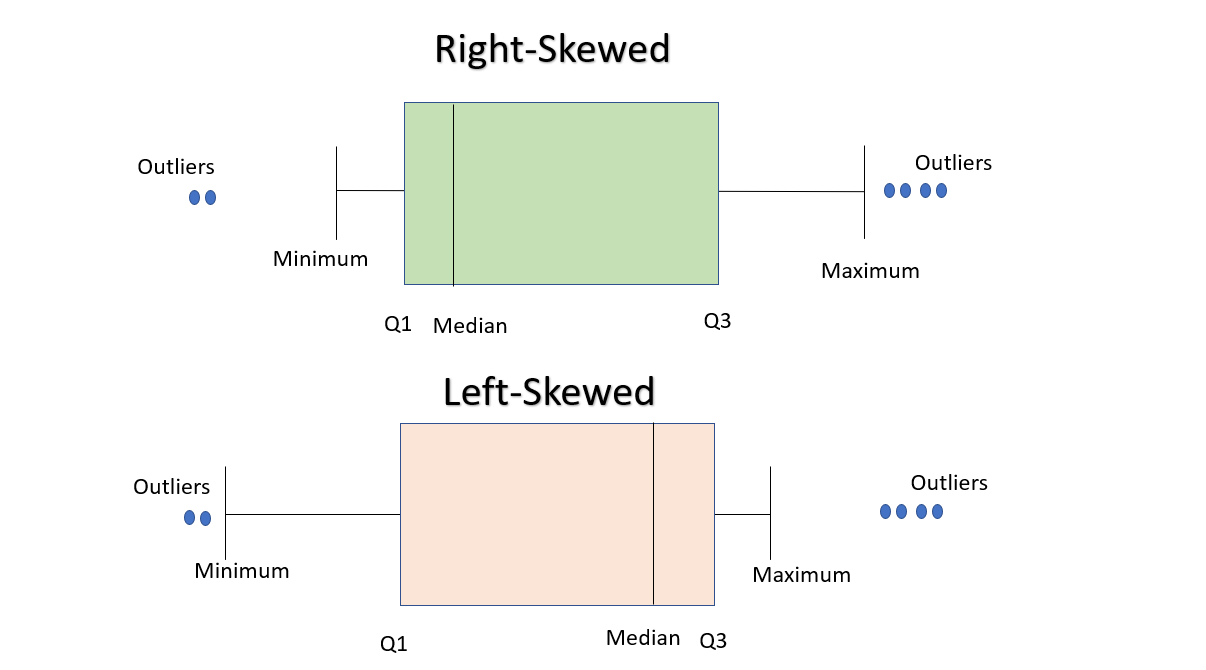 Right-Skewed
Outliers
Outliers
Minimum
Maximum
Q1
Median
Q3
Left-Skewed
Outliers
Outliers
Minimum
Maximum
Q1
Median
Q3